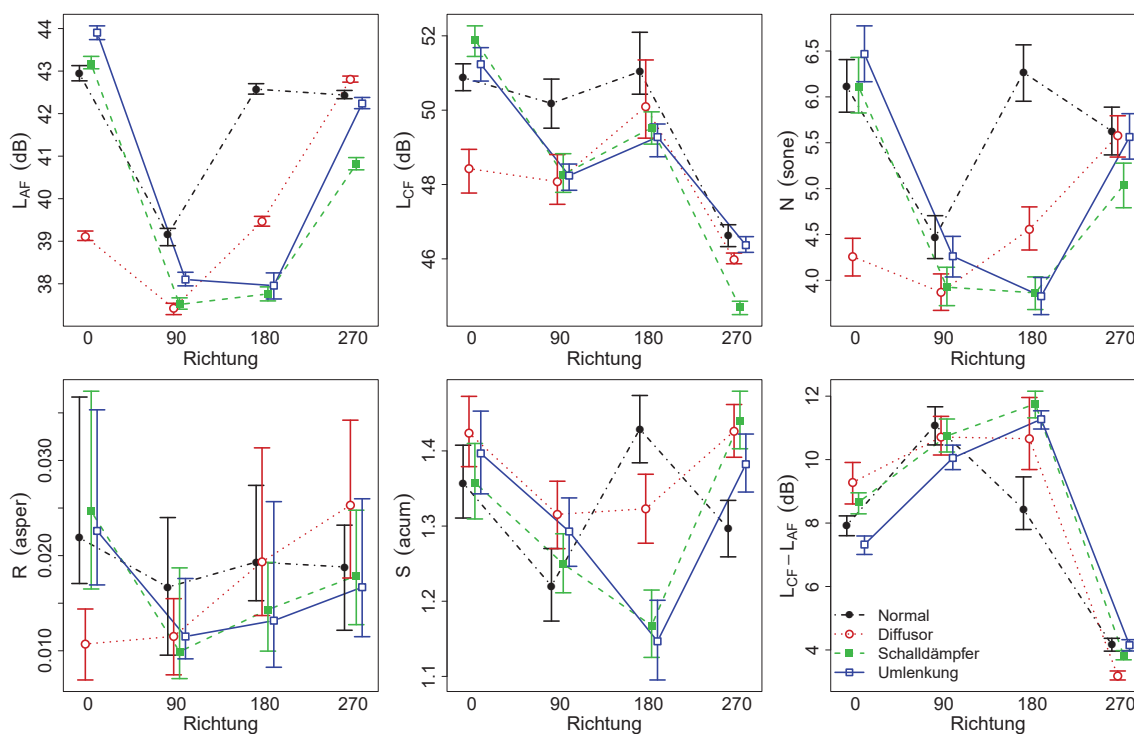 44
43
42
41
40
39
38
L_AF (dB)
0 90 180 270
Richtung
52
50
48
46
L_CF (dB)
0 90 180 270
Richtung
6.5
6.0
5.5
5.0
4.5
4.0
N (sone)
0 90 180 270
Richtung
0.030
0.020
0.010
R (asper)
0 90 180 270
Richtung
1.4
1.3
1.2
1.1
S (acum)
0 90 180 270
Richtung
12
10
8
6
4
L_CF – L_AF (dB)
Normal
Diffusor
Schalldämpfer
Umlenkung
0 90 180 270
Richtung